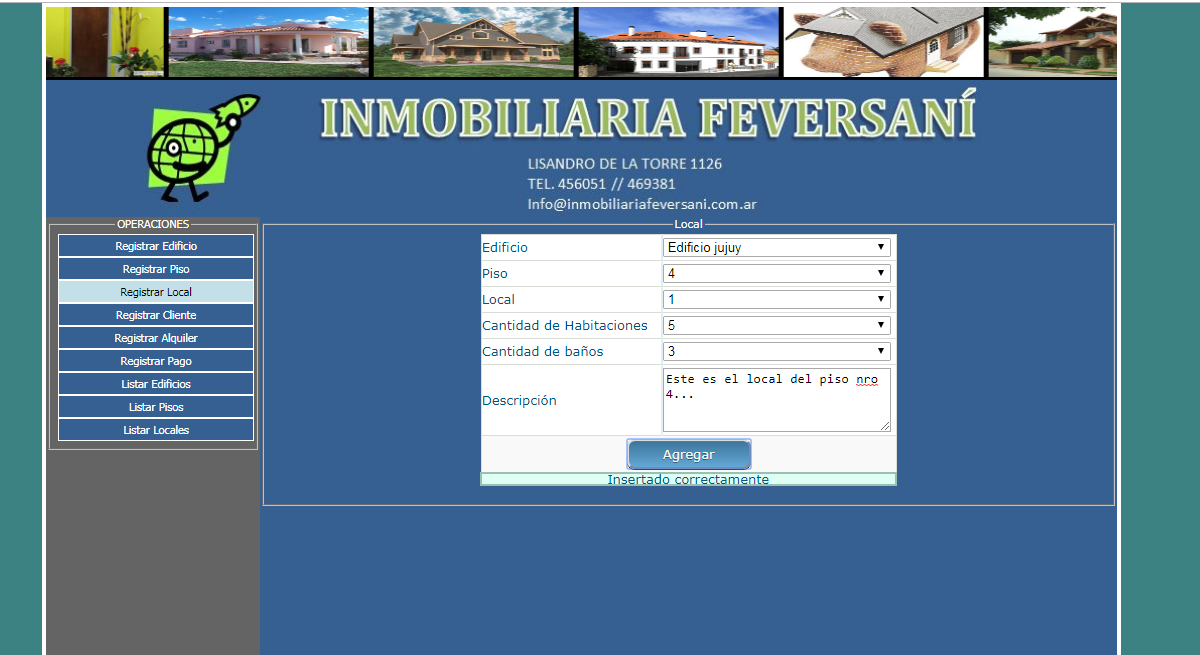 INMOBILIARIA FEVERSANÍ
LISANDRO DE LA TORRE 1126
TEL. 456051 // 469381
Info@inmobiliariafeversani.com.ar
OPERACIONES
Registrar Edificio
Registrar Piso
Registrar Local
Registrar Cliente
Registrar Alquiler
Registrar Pago
Listar Edificios
Listar Pisos
Listar Locales
Local
Edificio Edificio jujuy
Piso 4
Local 1
Cantidad de Habitaciones 5
Cantidad de baños 3
Descripción Este es el local del piso nro
4...
Agregar
Insertado correctamente